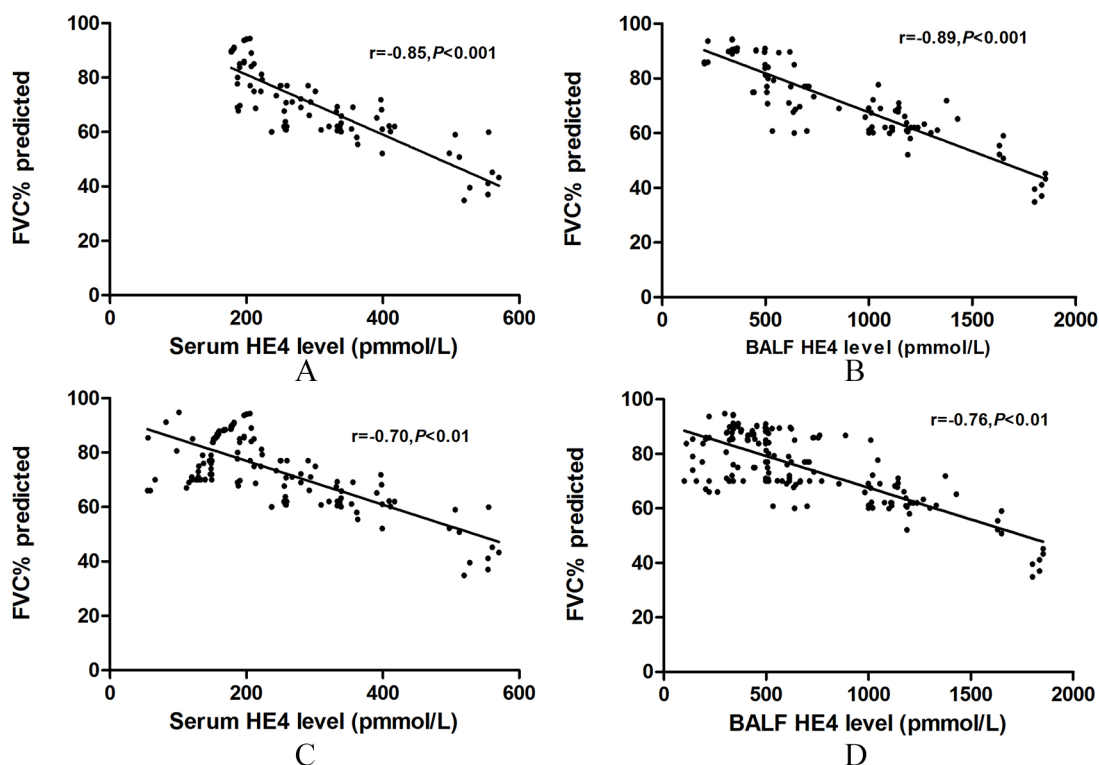 FVC% predicted
100
80
60
40
20
0
r=-0.85,P<0.001
0 200 400 600
Serum HE4 level (pmmol/L)
A
FVC% predicted
100
80
60
40
20
0
r=-0.89,P<0.001
0 500 1000 1500 2000
BALF HE4 level (pmmol/L)
B
FVC% predicted
100
80
60
40
20
0
r=-0.70,P<0.01
0 200 400 600
Serum HE4 level (pmmol/L)
C
FVC% predicted
100
80
60
40
20
0
r=-0.76,P<0.01
0 500 1000 1500 2000
BALF HE4 level (pmmol/L)
D